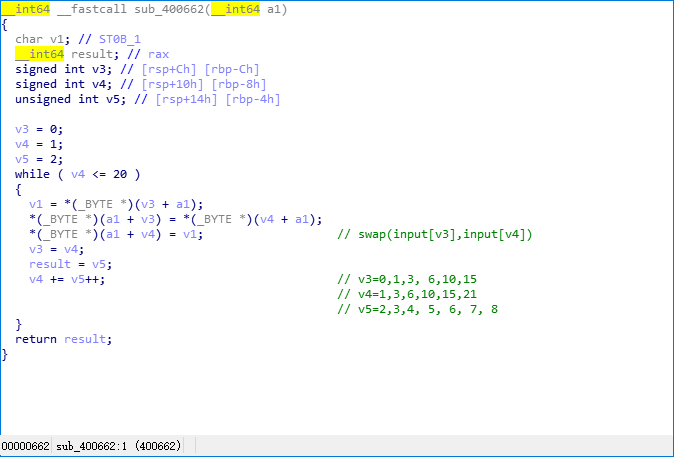 __int64 __fastcall sub_400662(__int64 a1)
{
  char v1; // ST0B_1
  __int64 result; // rax
  signed int v3; // [rsp+Ch] [rbp-Ch]
  signed int v4; // [rsp+10h] [rbp-8h]
  unsigned int v5; // [rsp+14h] [rbp-4h]

  v3 = 0;
  v4 = 1;
  v5 = 2;
  while ( v4 <= 20 )
  {
    v1 = *(_BYTE *)(v3 + a1);
    *(_BYTE *)(a1 + v3) = *(_BYTE *)(v4 + a1);
    *(_BYTE *)(a1 + v4) = v1;                   // swap(input[v3],input[v4])
    v3 = v4;
    result = v5;
    v4 += v5++;                                 // v3=0,1,3, 6,10,15
                                                // v4=1,3,6,10,15,21
                                                // v5=2,3,4, 5, 6, 7, 8
  }
  return result;
}
00000662 sub_400662:1 (400662)